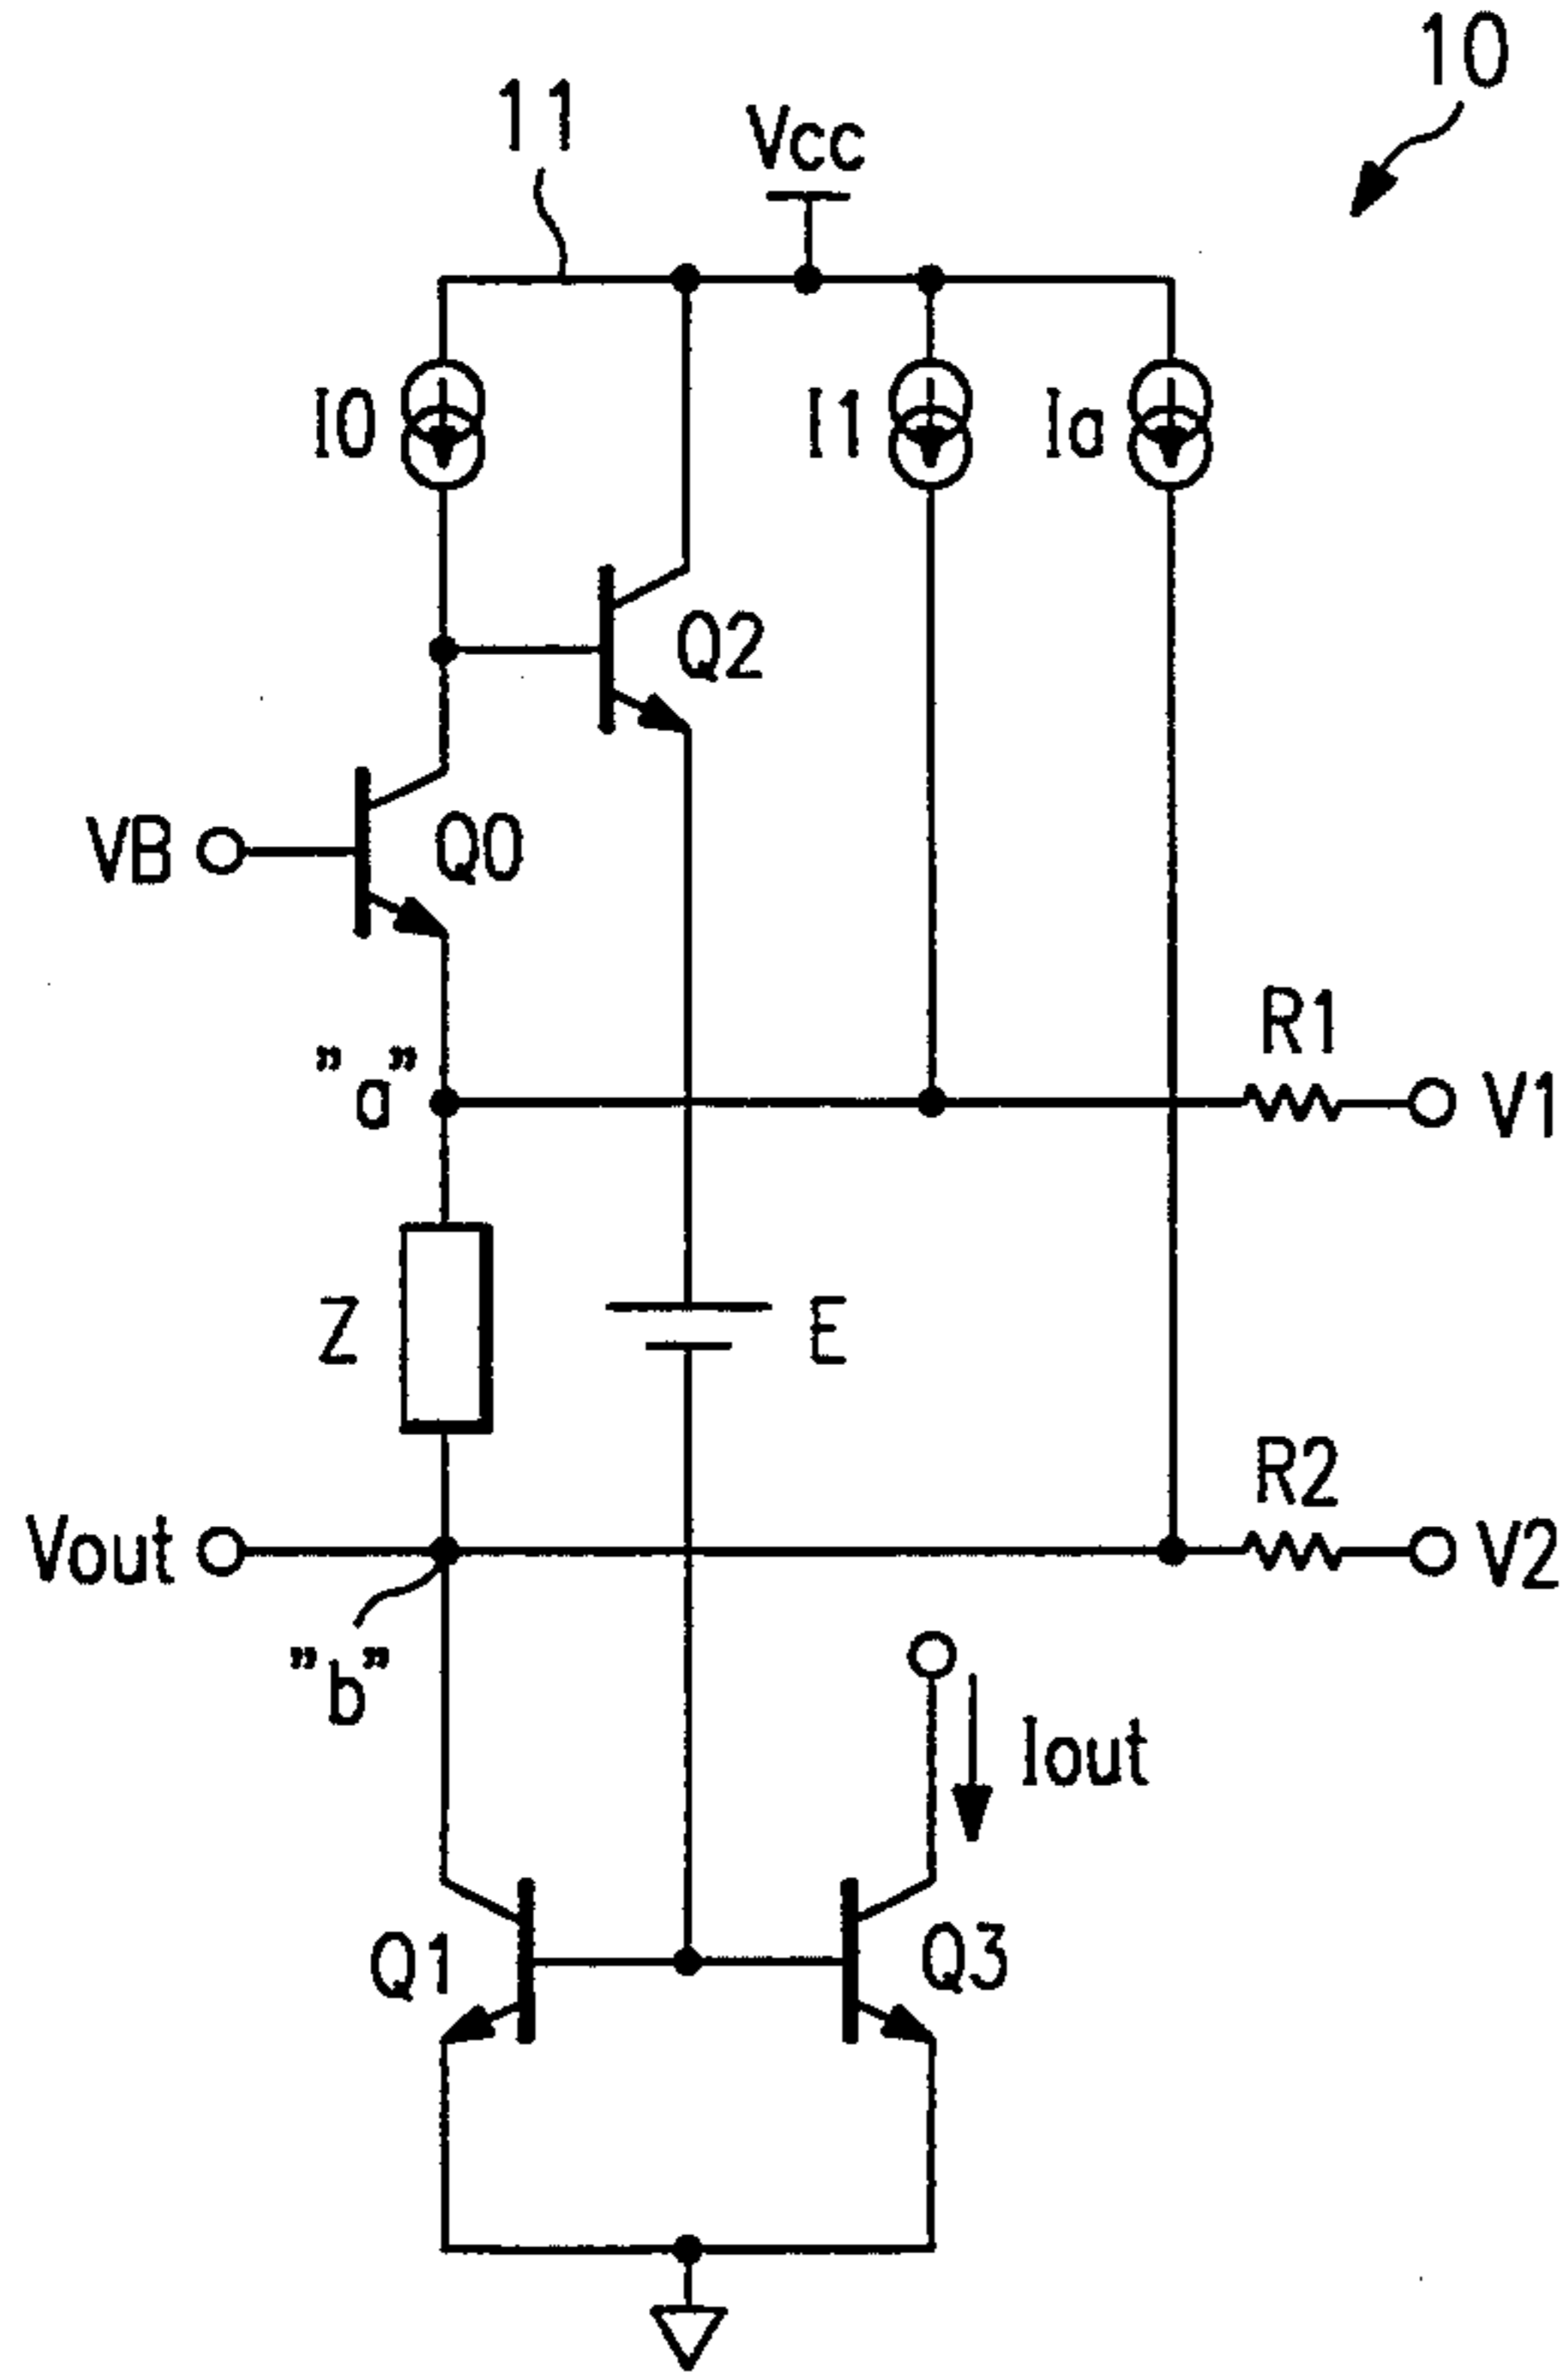 10
11
Vcc
I0
I1
Ia
Q2
VB
Q0
R1
"a"
V1
Z
E
R2
Vout
V2
"b"
Iout
Q1
Q3